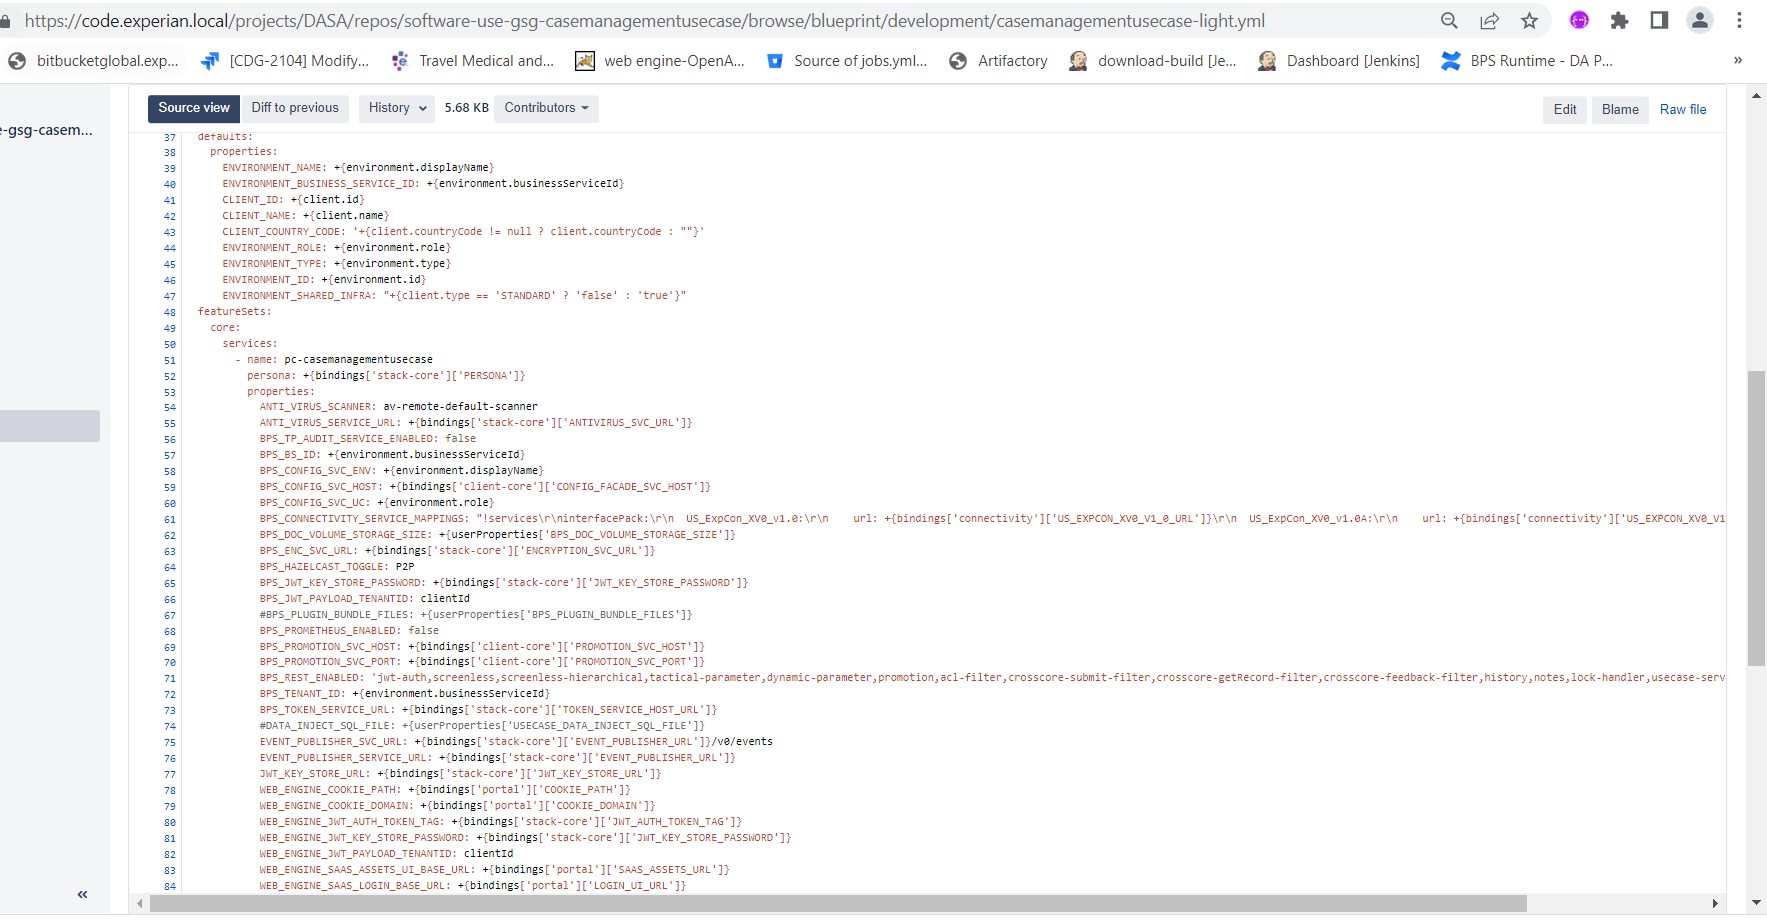 https://code.experian.local/projects/DASA/repos/software-use-gsg-casemanagementusecase/browse/blueprint/development/casemanagementusecase-light.yml
bitbucketglobal.exp... [CDG-2104] Modify... Travel Medical and... web engine-OpenA... Source of jobs.yml... Artifactory download-build [Je... Dashboard [Jenkins] BPS Runtime - DA P... »
e-gsg-casem...
Source view Diff to previous History 5.68 KB Contributors Edit Blame Raw file
37 defaults:
38 properties:
39 ENVIRONMENT_NAME: +{environment.displayName}
40 ENVIRONMENT_BUSINESS_SERVICE_ID: +{environment.businessServiceId}
41 CLIENT_ID: +{client.id}
42 CLIENT_NAME: +{client.name}
43 CLIENT_COUNTRY_CODE: '+{client.countryCode != null ? client.countryCode : ""}'
44 ENVIRONMENT_ROLE: +{environment.role}
45 ENVIRONMENT_TYPE: +{environment.type}
46 ENVIRONMENT_ID: +{environment.id}
47 ENVIRONMENT_SHARED_INFRA: "+{client.type == 'STANDARD' ? 'false' : 'true'}"
48 featureSets:
49 core:
50 services:
51 - name: pc-casemanagementusecase
52 persona: +{bindings['stack-core']['PERSONA']}
53 properties:
54 ANTI_VIRUS_SCANNER: av-remote-default-scanner
55 ANTI_VIRUS_SERVICE_URL: +{bindings['stack-core']['ANTIVIRUS_SVC_URL']}
56 BPS_TP_AUDIT_SERVICE_ENABLED: false
57 BPS_BS_ID: +{environment.businessServiceId}
58 BPS_CONFIG_SVC_ENV: +{environment.displayName}
59 BPS_CONFIG_SVC_HOST: +{bindings['client-core']['CONFIG_FACADE_SVC_HOST']}
60 BPS_CONFIG_SVC_UC: +{environment.role}
61 BPS_CONNECTIVITY_SERVICE_MAPPINGS: "!services\r\ninterfacePack:\r\n  US_ExpCon_XV0_v1.0:\r\n    url: +{bindings['connectivity']['US_EXPCON_XV0_V1_0_URL']}\r\n  US_ExpCon_XV0_v1.0A:\r\n    url: +{bindings['connectivity']['US_EXPCON_XV0_V1
62 BPS_DOC_VOLUME_STORAGE_SIZE: +{userProperties['BPS_DOC_VOLUME_STORAGE_SIZE']}
63 BPS_ENC_SVC_URL: +{bindings['stack-core']['ENCRYPTION_SVC_URL']}
64 BPS_HAZELCAST_TOGGLE: P2P
65 BPS_JWT_KEY_STORE_PASSWORD: +{bindings['stack-core']['JWT_KEY_STORE_PASSWORD']}
66 BPS_JWT_PAYLOAD_TENANTID: clientId
67 #BPS_PLUGIN_BUNDLE_FILES: +{userProperties['BPS_PLUGIN_BUNDLE_FILES']}
68 BPS_PROMETHEUS_ENABLED: false
69 BPS_PROMOTION_SVC_HOST: +{bindings['client-core']['PROMOTION_SVC_HOST']}
70 BPS_PROMOTION_SVC_PORT: +{bindings['client-core']['PROMOTION_SVC_PORT']}
71 BPS_REST_ENABLED: 'jwt-auth,screenless,screenless-hierarchical,tactical-parameter,dynamic-parameter,promotion,acl-filter,crosscore-submit-filter,crosscore-getRecord-filter,crosscore-feedback-filter,history,notes,lock-handler,usecase-serv
72 BPS_TENANT_ID: +{environment.businessServiceId}
73 BPS_TOKEN_SERVICE_URL: +{bindings['stack-core']['TOKEN_SERVICE_HOST_URL']}
74 #DATA_INJECT_SQL_FILE: +{userProperties['USECASE_DATA_INJECT_SQL_FILE']}
75 EVENT_PUBLISHER_SVC_URL: +{bindings['stack-core']['EVENT_PUBLISHER_URL']}/v0/events
76 EVENT_PUBLISHER_SERVICE_URL: +{bindings['stack-core']['EVENT_PUBLISHER_URL']}
77 JWT_KEY_STORE_URL: +{bindings['stack-core']['JWT_KEY_STORE_URL']}
78 WEB_ENGINE_COOKIE_PATH: +{bindings['portal']['COOKIE_PATH']}
79 WEB_ENGINE_COOKIE_DOMAIN: +{bindings['portal']['COOKIE_DOMAIN']}
80 WEB_ENGINE_JWT_AUTH_TOKEN_TAG: +{bindings['stack-core']['JWT_AUTH_TOKEN_TAG']}
81 WEB_ENGINE_JWT_KEY_STORE_PASSWORD: +{bindings['stack-core']['JWT_KEY_STORE_PASSWORD']}
82 WEB_ENGINE_JWT_PAYLOAD_TENANTID: clientId
83 WEB_ENGINE_SAAS_ASSETS_UI_BASE_URL: +{bindings['portal']['SAAS_ASSETS_URL']}
84 WEB_ENGINE_SAAS_LOGIN_BASE_URL: +{bindings['portal']['LOGIN_UI_URL']}
«